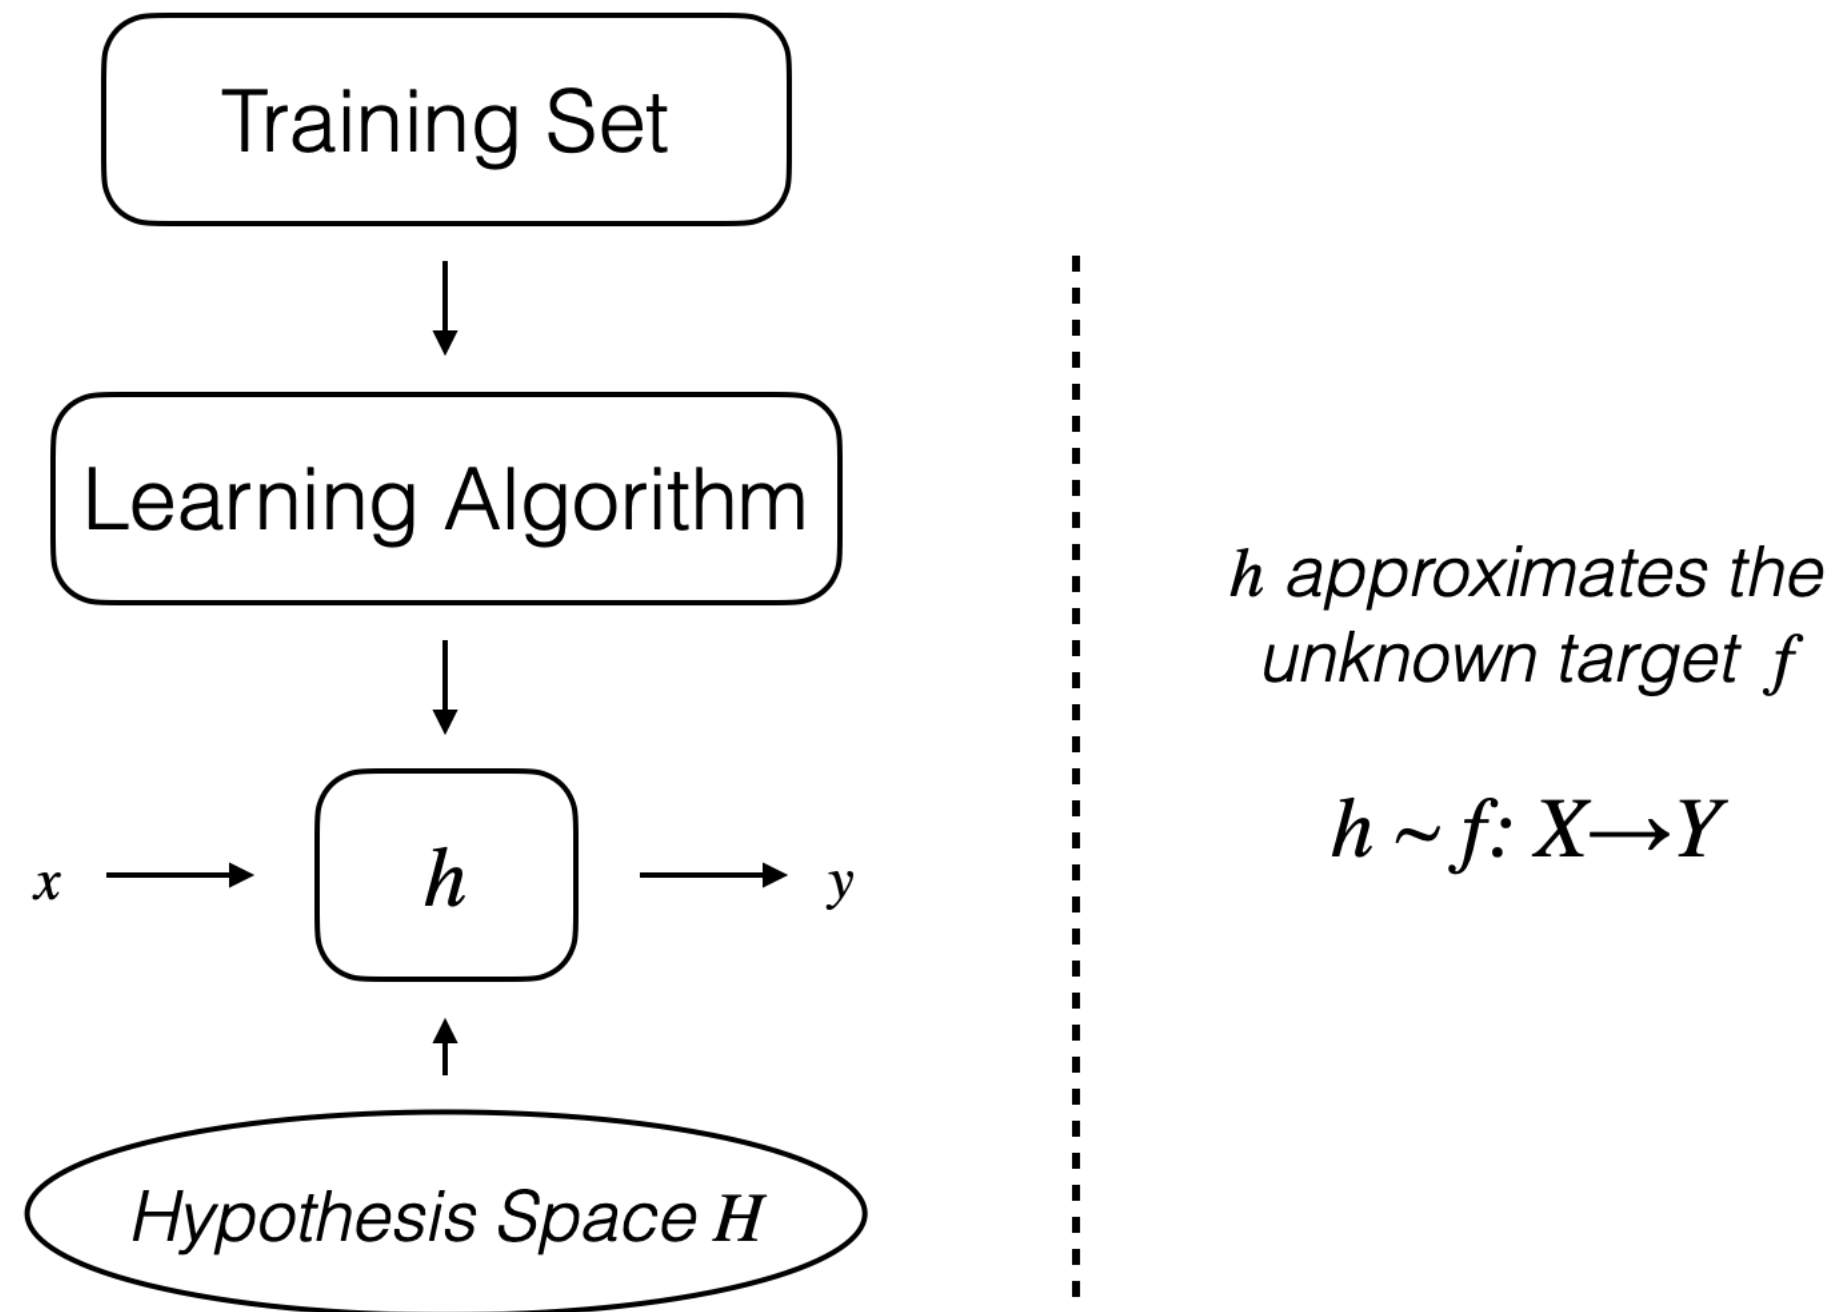 Training Set
Learning Algorithm
x
h
y
Hypothesis Space H
h approximates the
unknown target f
h ~ f: X→Y